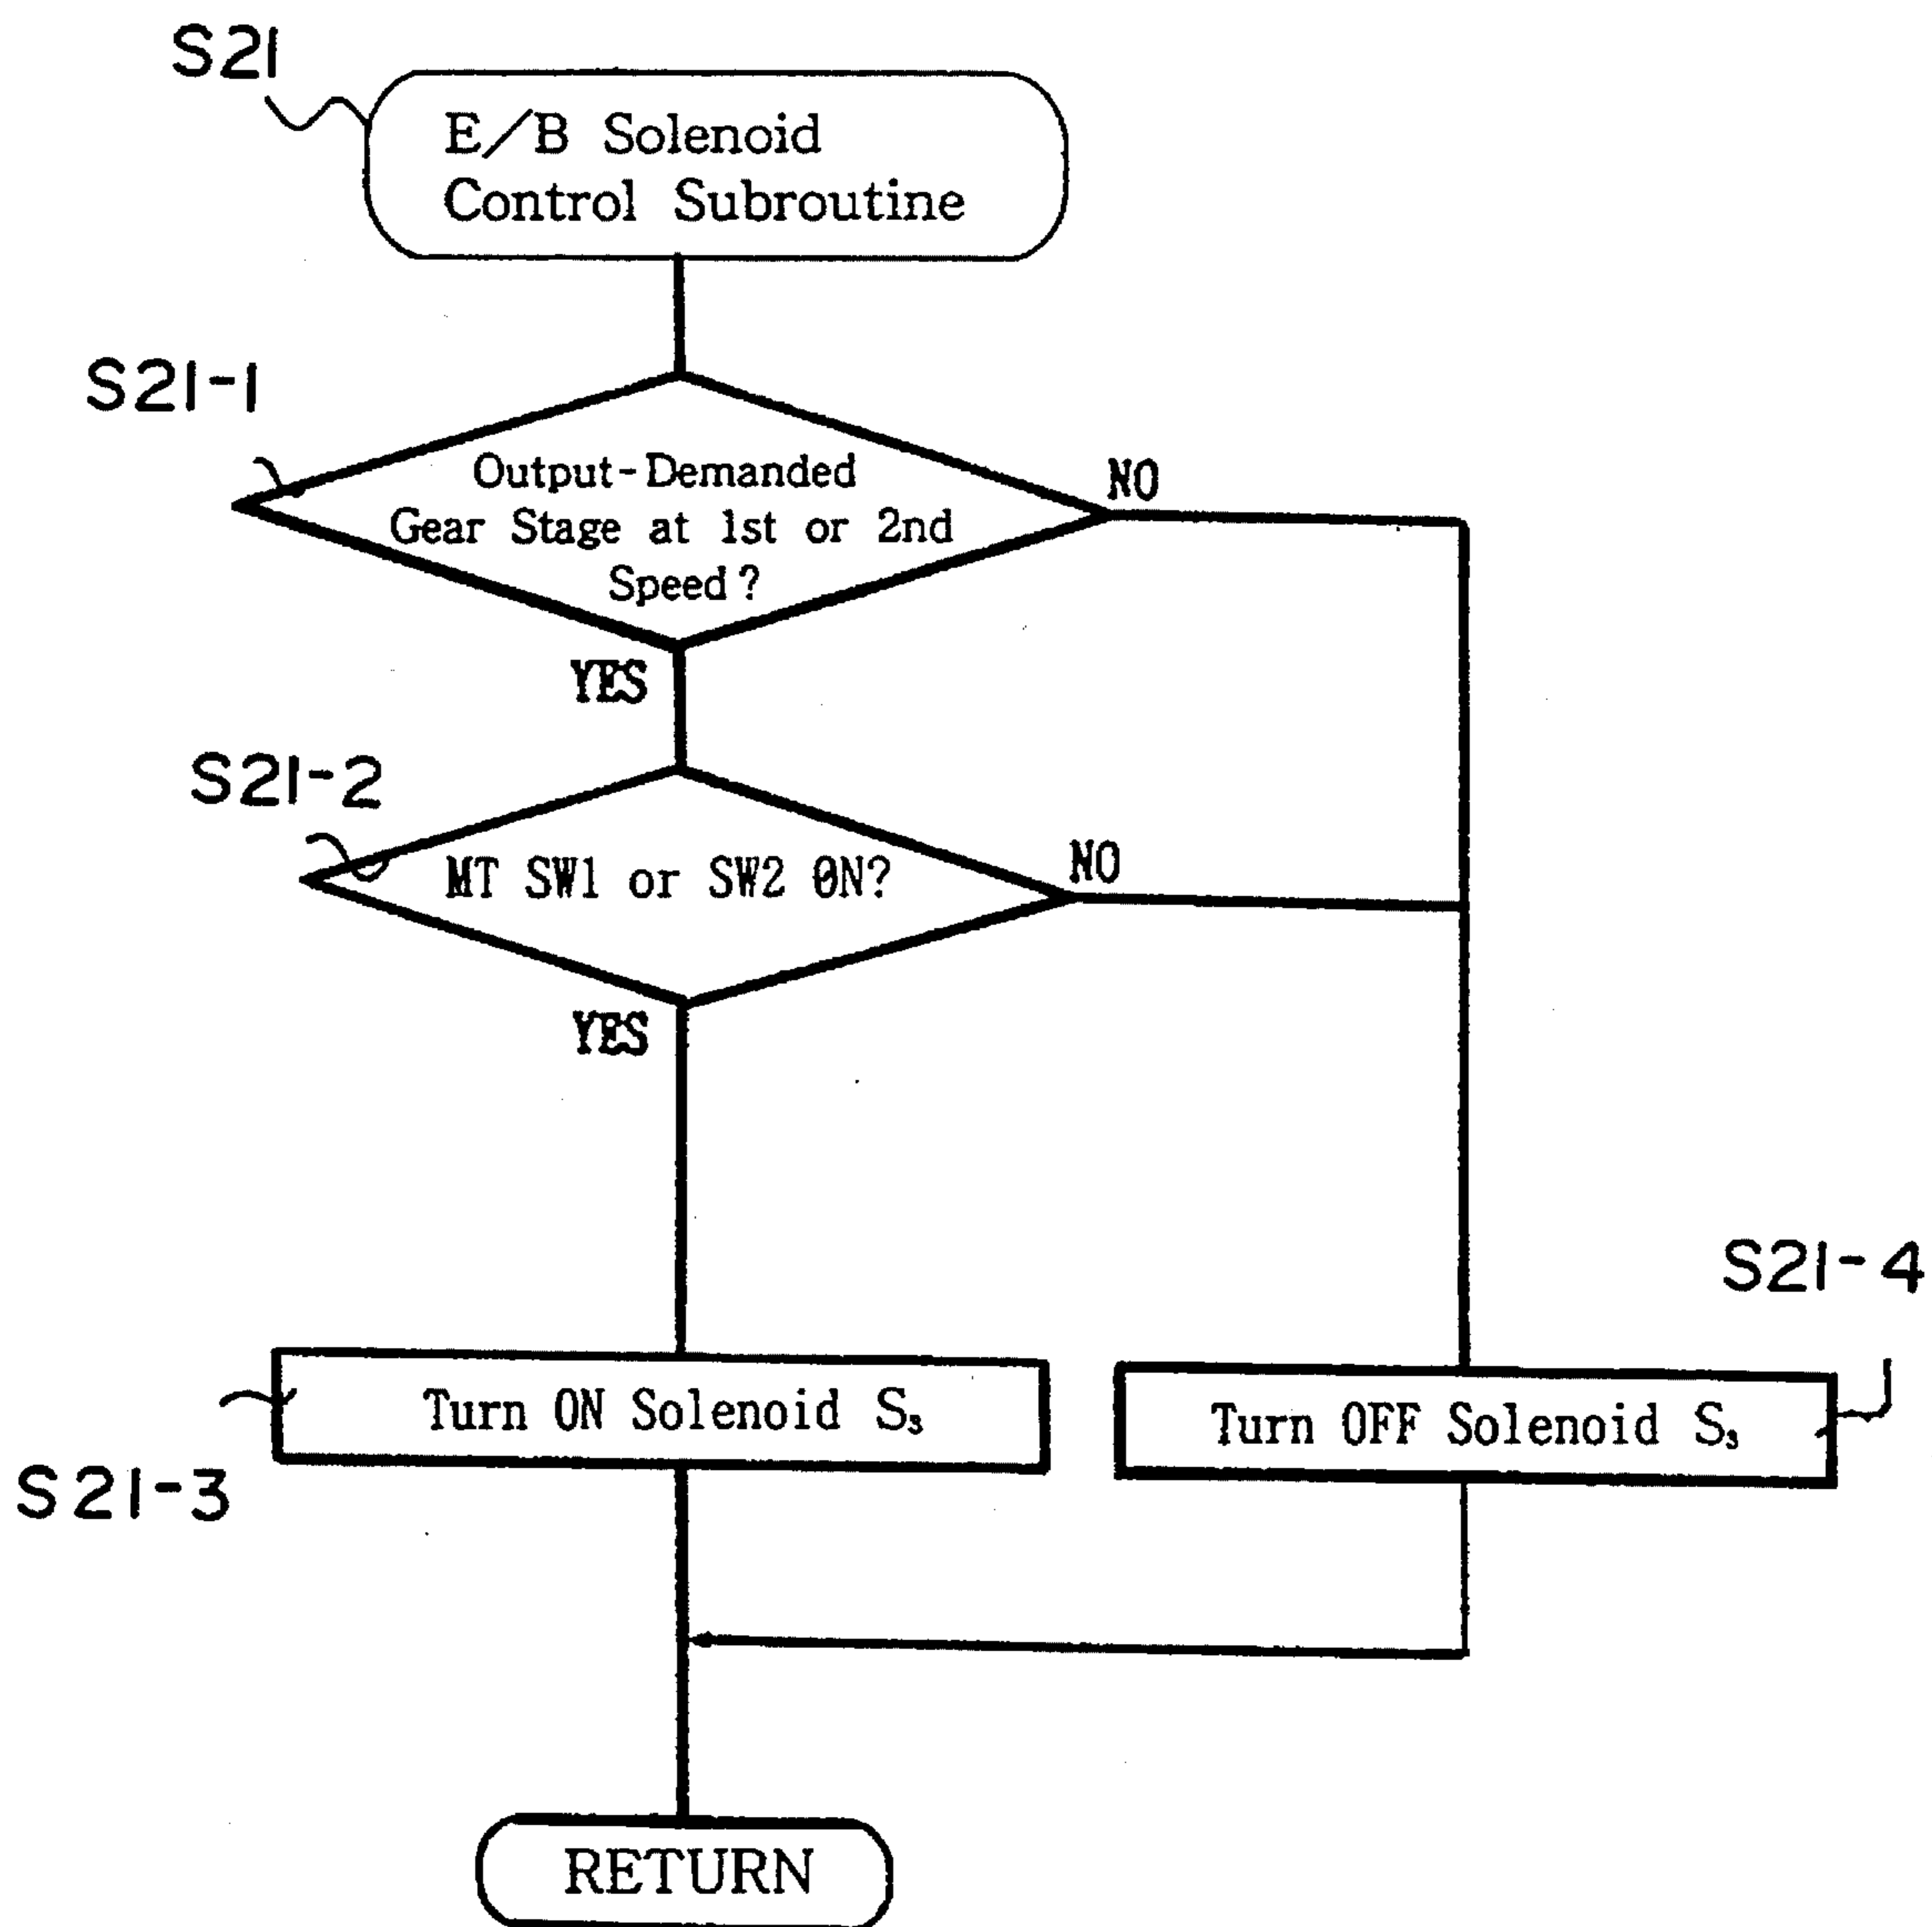 S21
E/B Solenoid
Control Subroutine
S21-1
Output-Demanded
Gear Stage at 1st or 2nd
Speed?
NO
YES
S21-2
MT SW1 or SW2 ON?
NO
YES
S21-4
Turn ON Solenoid S₃
Turn OFF Solenoid S₃
S21-3
RETURN